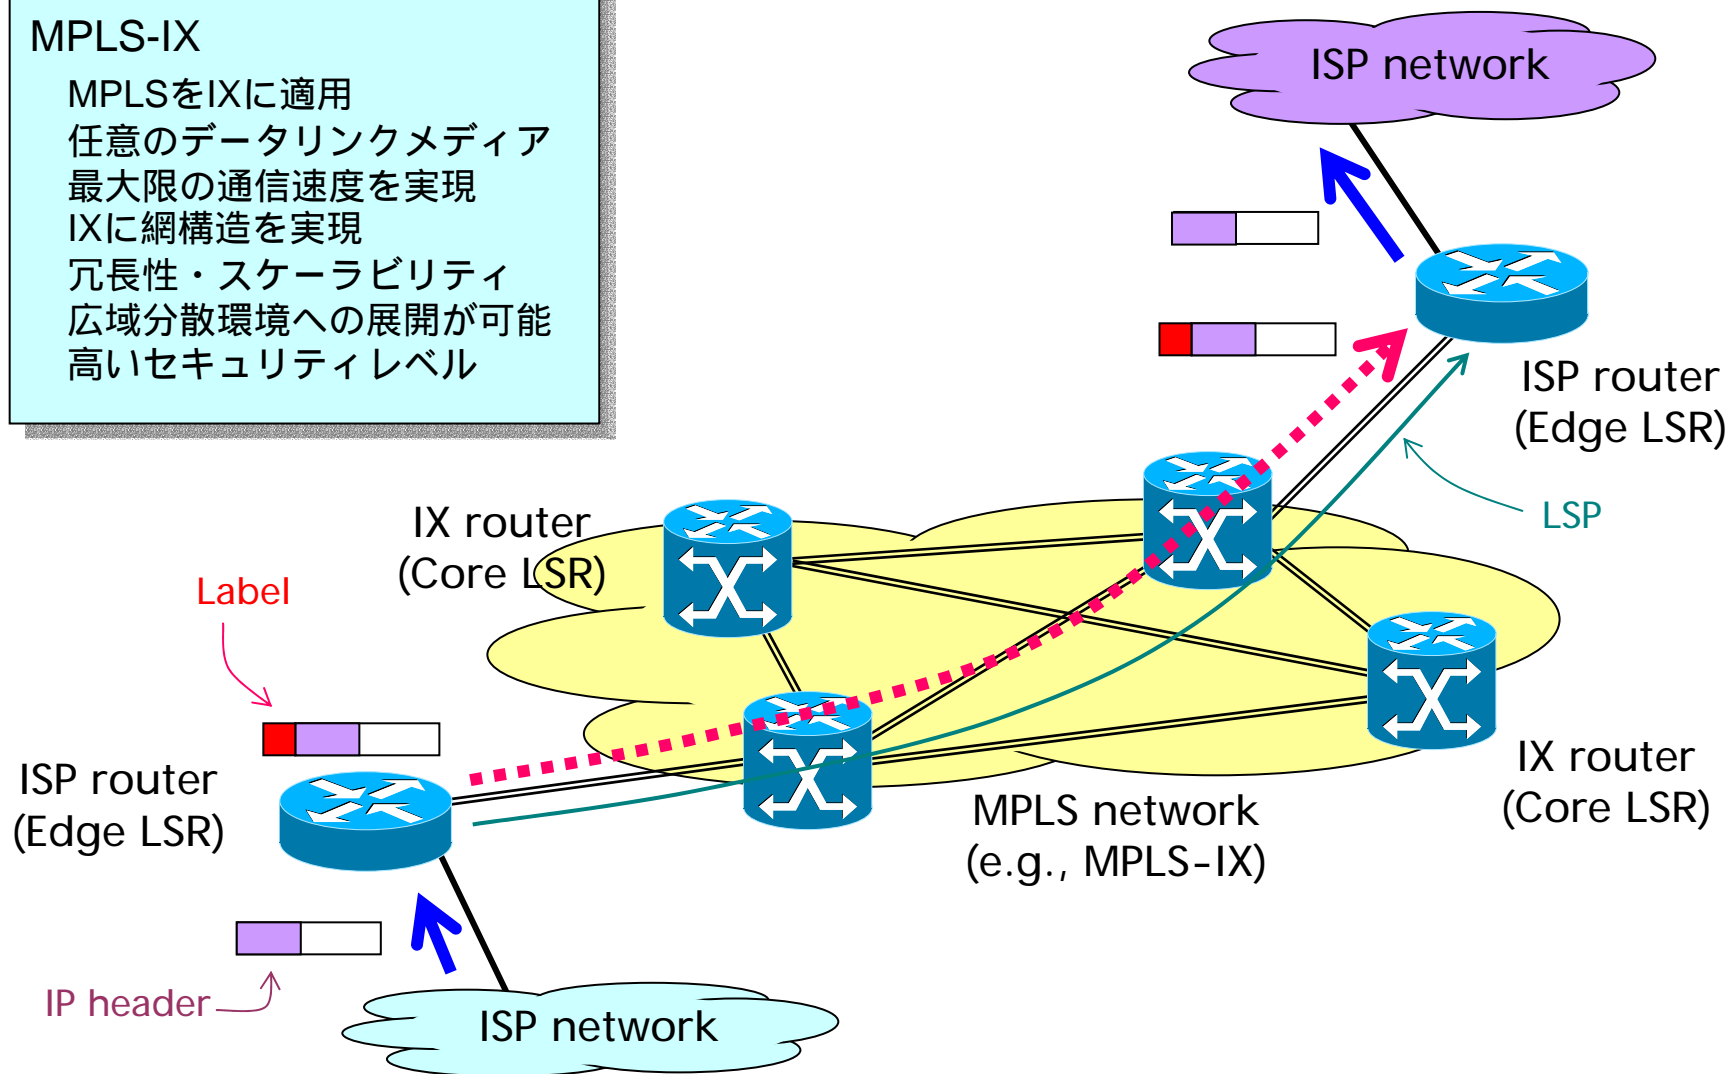 MPLS-IX
MPLSをIXに適用
任意のデータリンクメディア
最大限の通信速度を実現
IXに網構造を実現
冗長性・スケーラビリティ
広域分散環境への展開が可能
高いセキュリティレベル
ISP network
ISP router
(Edge LSR)
LSP
IX router
(Core LSR)
Label
ISP router
(Edge LSR)
IX router
(Core LSR)
MPLS network
(e.g., MPLS-IX)
IP header
ISP network